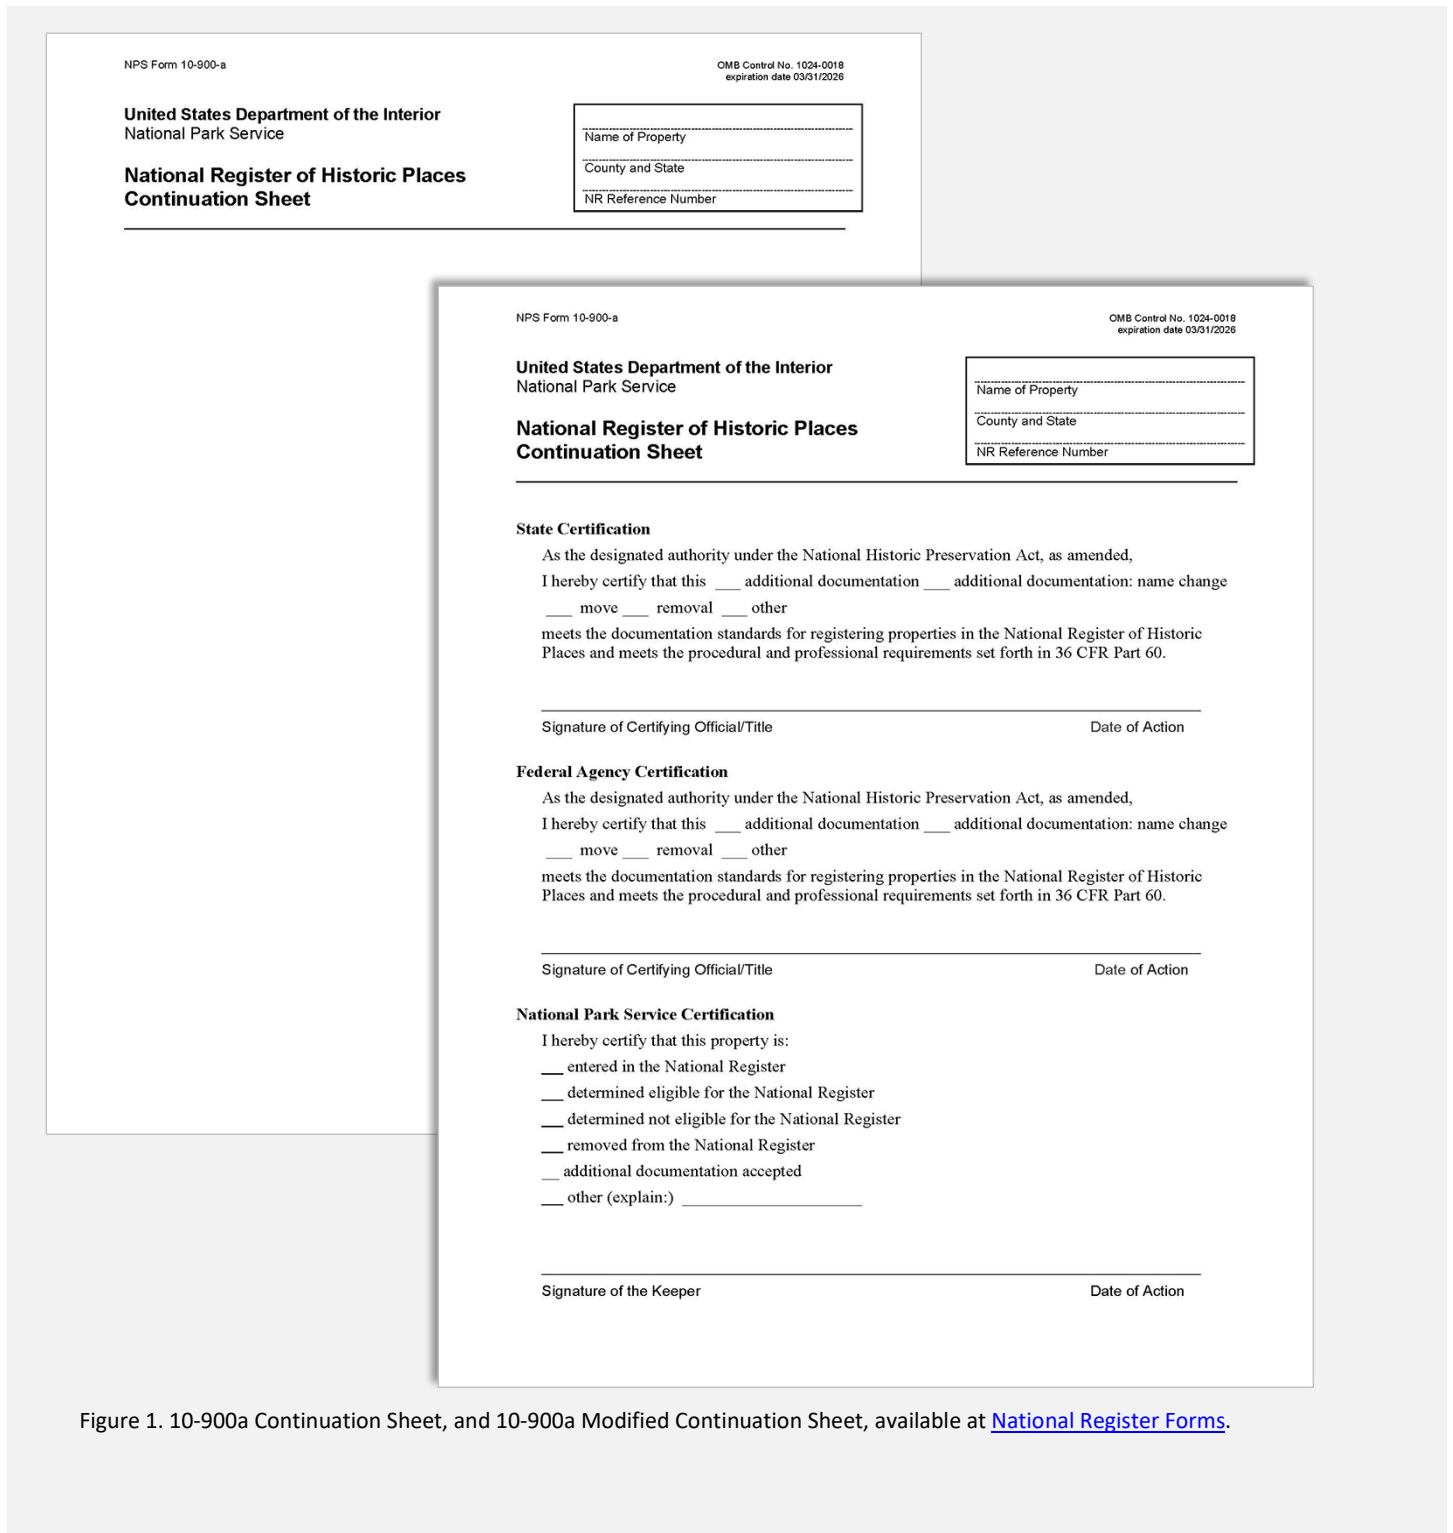 NPS Form 10-900-a
OMB Control No. 1024-0018
expiration date 03/31/2026
United States Department of the Interior
National Park Service
National Register of Historic Places
Continuation Sheet
Name of Property
County and State
NR Reference Number
NPS Form 10-900-a
OMB Control No. 1024-0018
expiration date 03/31/2026
United States Department of the Interior
National Park Service
National Register of Historic Places
Continuation Sheet
Name of Property
County and State
NR Reference Number
State Certification
As the designated authority under the National Historic Preservation Act, as amended,
I hereby certify that this ___ additional documentation ___ additional documentation: name change
___ move ___ removal ___ other
meets the documentation standards for registering properties in the National Register of Historic
Places and meets the procedural and professional requirements set forth in 36 CFR Part 60.
Signature of Certifying Official/Title Date of Action
Federal Agency Certification
As the designated authority under the National Historic Preservation Act, as amended,
I hereby certify that this ___ additional documentation ___ additional documentation: name change
___ move ___ removal ___ other
meets the documentation standards for registering properties in the National Register of Historic
Places and meets the procedural and professional requirements set forth in 36 CFR Part 60.
Signature of Certifying Official/Title Date of Action
National Park Service Certification
I hereby certify that this property is:
___ entered in the National Register
___ determined eligible for the National Register
___ determined not eligible for the National Register
___ removed from the National Register
__ additional documentation accepted
___ other (explain:) _____________________
Signature of the Keeper Date of Action
Figure 1. 10-900a Continuation Sheet, and 10-900a Modified Continuation Sheet, available at National Register Forms.